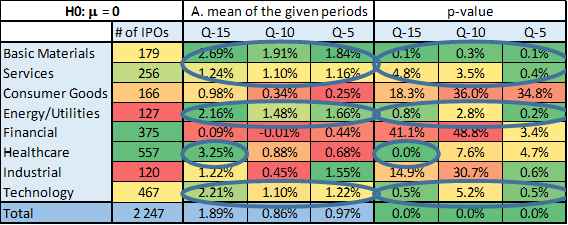 H0: μ = 0 A. mean of the given periods p-value
# of IPOs Q-15 Q-10 Q-5 Q-15 Q-10 Q-5
Basic Materials 179 2.69% 1.91% 1.84% 0.1% 0.3% 0.1%
Services 256 1.24% 1.10% 1.16% 4.8% 3.5% 0.4%
Consumer Goods 166 0.98% 0.34% 0.25% 18.3% 36.0% 34.8%
Energy/Utilities 127 2.16% 1.48% 1.66% 0.8% 2.8% 0.2%
Financial 375 0.09% -0.01% 0.44% 41.1% 48.8% 3.4%
Healthcare 557 3.25% 0.88% 0.68% 0.0% 7.6% 4.7%
Industrial 120 1.22% 0.45% 1.55% 14.9% 30.7% 0.6%
Technology 467 2.21% 1.10% 1.22% 0.5% 5.2% 0.5%
Total 2 247 1.89% 0.86% 0.97% 0.0% 0.0% 0.0%